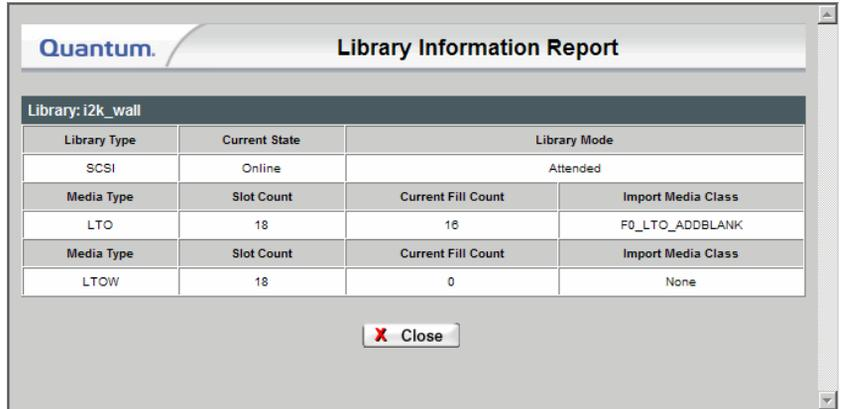 Quantum.
Library Information Report
Library: i2k_wall
Library Type Current State Library Mode
SCSI Online Attended
Media Type Slot Count Current Fill Count Import Media Class
LTO 18 16 F0_LTO_ADDBLANK
Media Type Slot Count Current Fill Count Import Media Class
LTOW 18 0 None
X Close